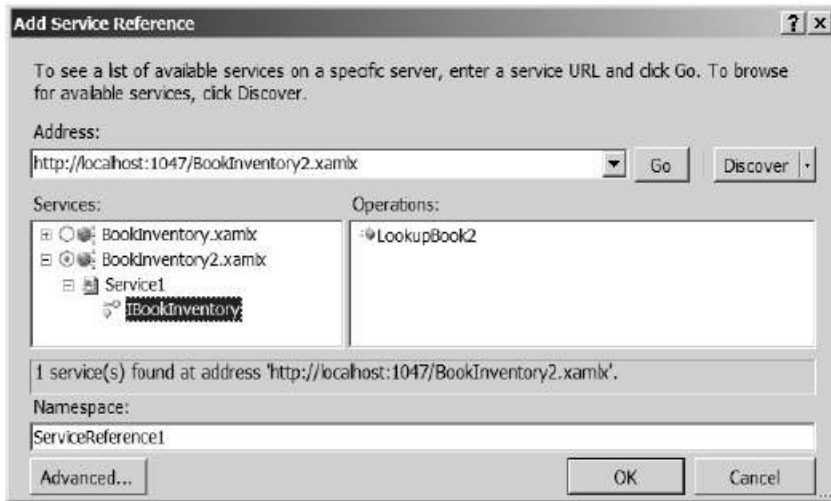 Add Service Reference
To see a list of available services on a specific server, enter a service URL and click Go. To browse
for available services, click Discover.
Address:
http://localhost:1047/BookInventory2.xamlx
Go
Discover
Services:
Operations:
BookInventory.xamlx
BookInventory2.xamlx
Service1
IBookInventory
LookupBook2
1 service(s) found at address 'http://localhost:1047/BookInventory2.xamlx'.
Namespace:
ServiceReference1
Advanced...
OK
Cancel